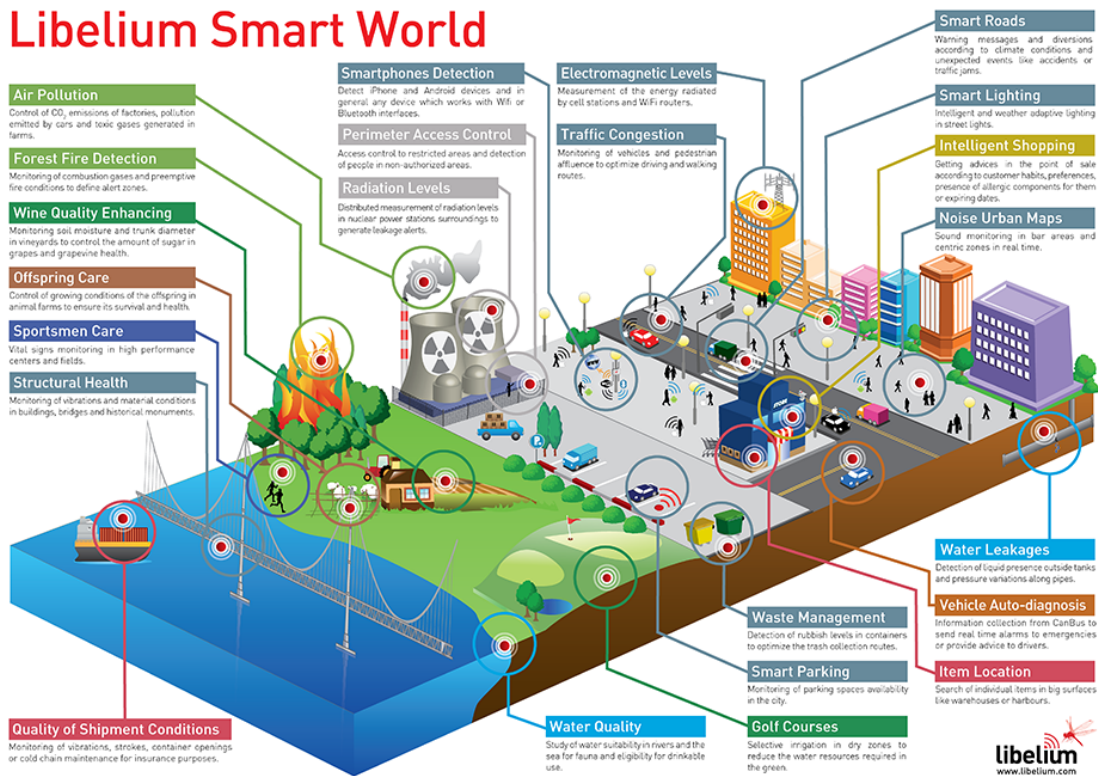 Libelium Smart World
Air Pollution
Control of CO2 emissions of factories, pollution
emitted by cars and toxic gases generated in
farms.
Forest Fire Detection
Monitoring of combustion gases and preemptive
fire conditions to define alert zones.
Wine Quality Enhancing
Monitoring soil moisture and trunk diameter
in vineyards to control the amount of sugar in
grapes and grapevine health.
Offspring Care
Control of growing conditions of the offspring in
animal farms to ensure its survival and health.
Sportsmen Care
Vital signs monitoring in high performance
centers and fields.
Structural Health
Monitoring of vibrations and material conditions
in buildings, bridges and historical monuments.
Quality of Shipment Conditions
Monitoring of vibrations, strokes, container openings
or cold chain maintenance for insurance purposes.
Smartphones Detection
Detect iPhone and Android devices and in
general any device which works with Wifi or
Bluetooth interfaces.
Perimeter Access Control
Access control to restricted areas and detection
of people in non-authorized areas.
Radiation Levels
Distributed measurement of radiation levels
in nuclear power stations surroundings to
generate leakage alerts.
Electromagnetic Levels
Measurement of the energy radiated
by cell stations and WiFi routers.
Traffic Congestion
Monitoring of vehicles and pedestrian
affluence to optimize driving and walking
routes.
Smart Roads
Warning messages and diversions
according to climate conditions and
unexpected events like accidents or
traffic jams.
Smart Lighting
Intelligent and weather adaptive lighting
in street lights.
Intelligent Shopping
Getting advices in the point of sale
according to customer habits, preferences,
presence of allergic components for them
or expiring dates.
Noise Urban Maps
Sound monitoring in bar areas and
centric zones in real time.
STORE
P
Water Leakages
Detection of liquid presence outside tanks
and pressure variations along pipes.
Vehicle Auto-diagnosis
Information collection from CanBus to
send real time alarms to emergencies
or provide advice to drivers.
Item Location
Search of individual items in big surfaces
like warehouses or harbours.
Waste Management
Detection of rubbish levels in containers
to optimize the trash collection routes.
Smart Parking
Monitoring of parking spaces availability
in the city.
Golf Courses
Selective irrigation in dry zones to
reduce the water resources required in
the green.
Water Quality
Study of water suitability in rivers and the
sea for fauna and eligibility for drinkable
use.
libelium
www.libelium.com